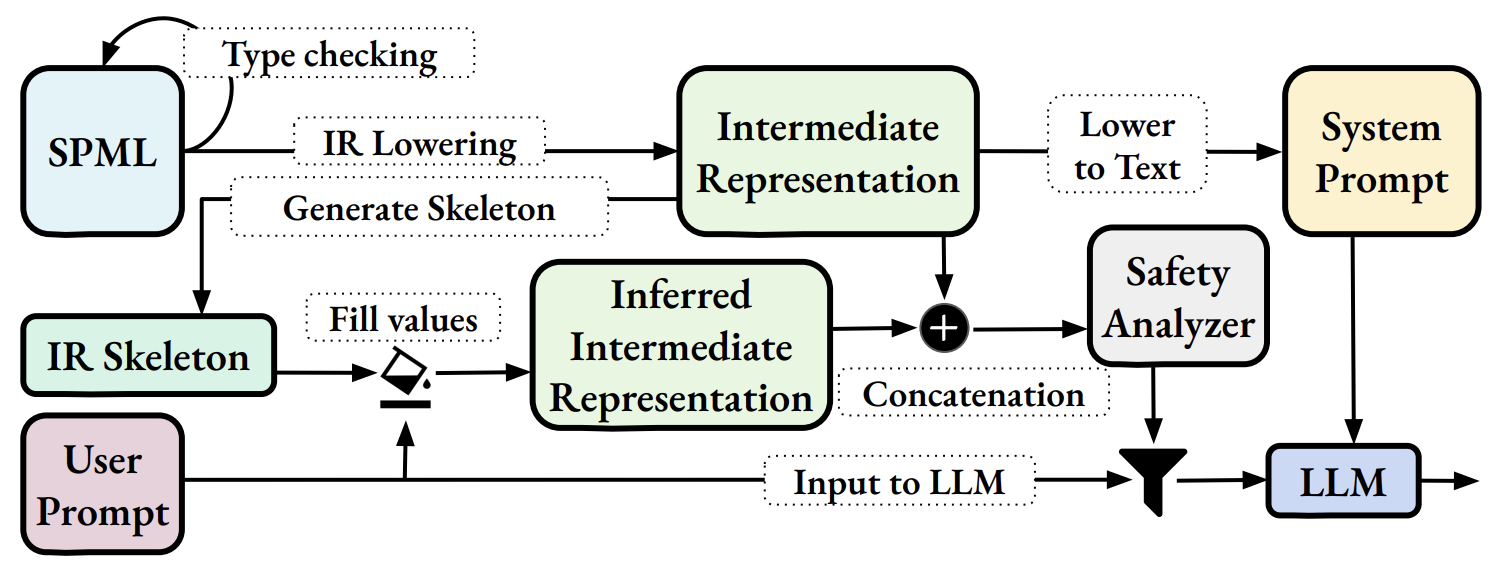 Type checking
SPML
IR Lowering
Intermediate
Representation
Lower
to Text
System
Prompt
Generate Skeleton
Safety
Analyzer
Inferred
Intermediate
Representation
Fill values
IR Skeleton
Concatenation
User
Prompt
Input to LLM
LLM